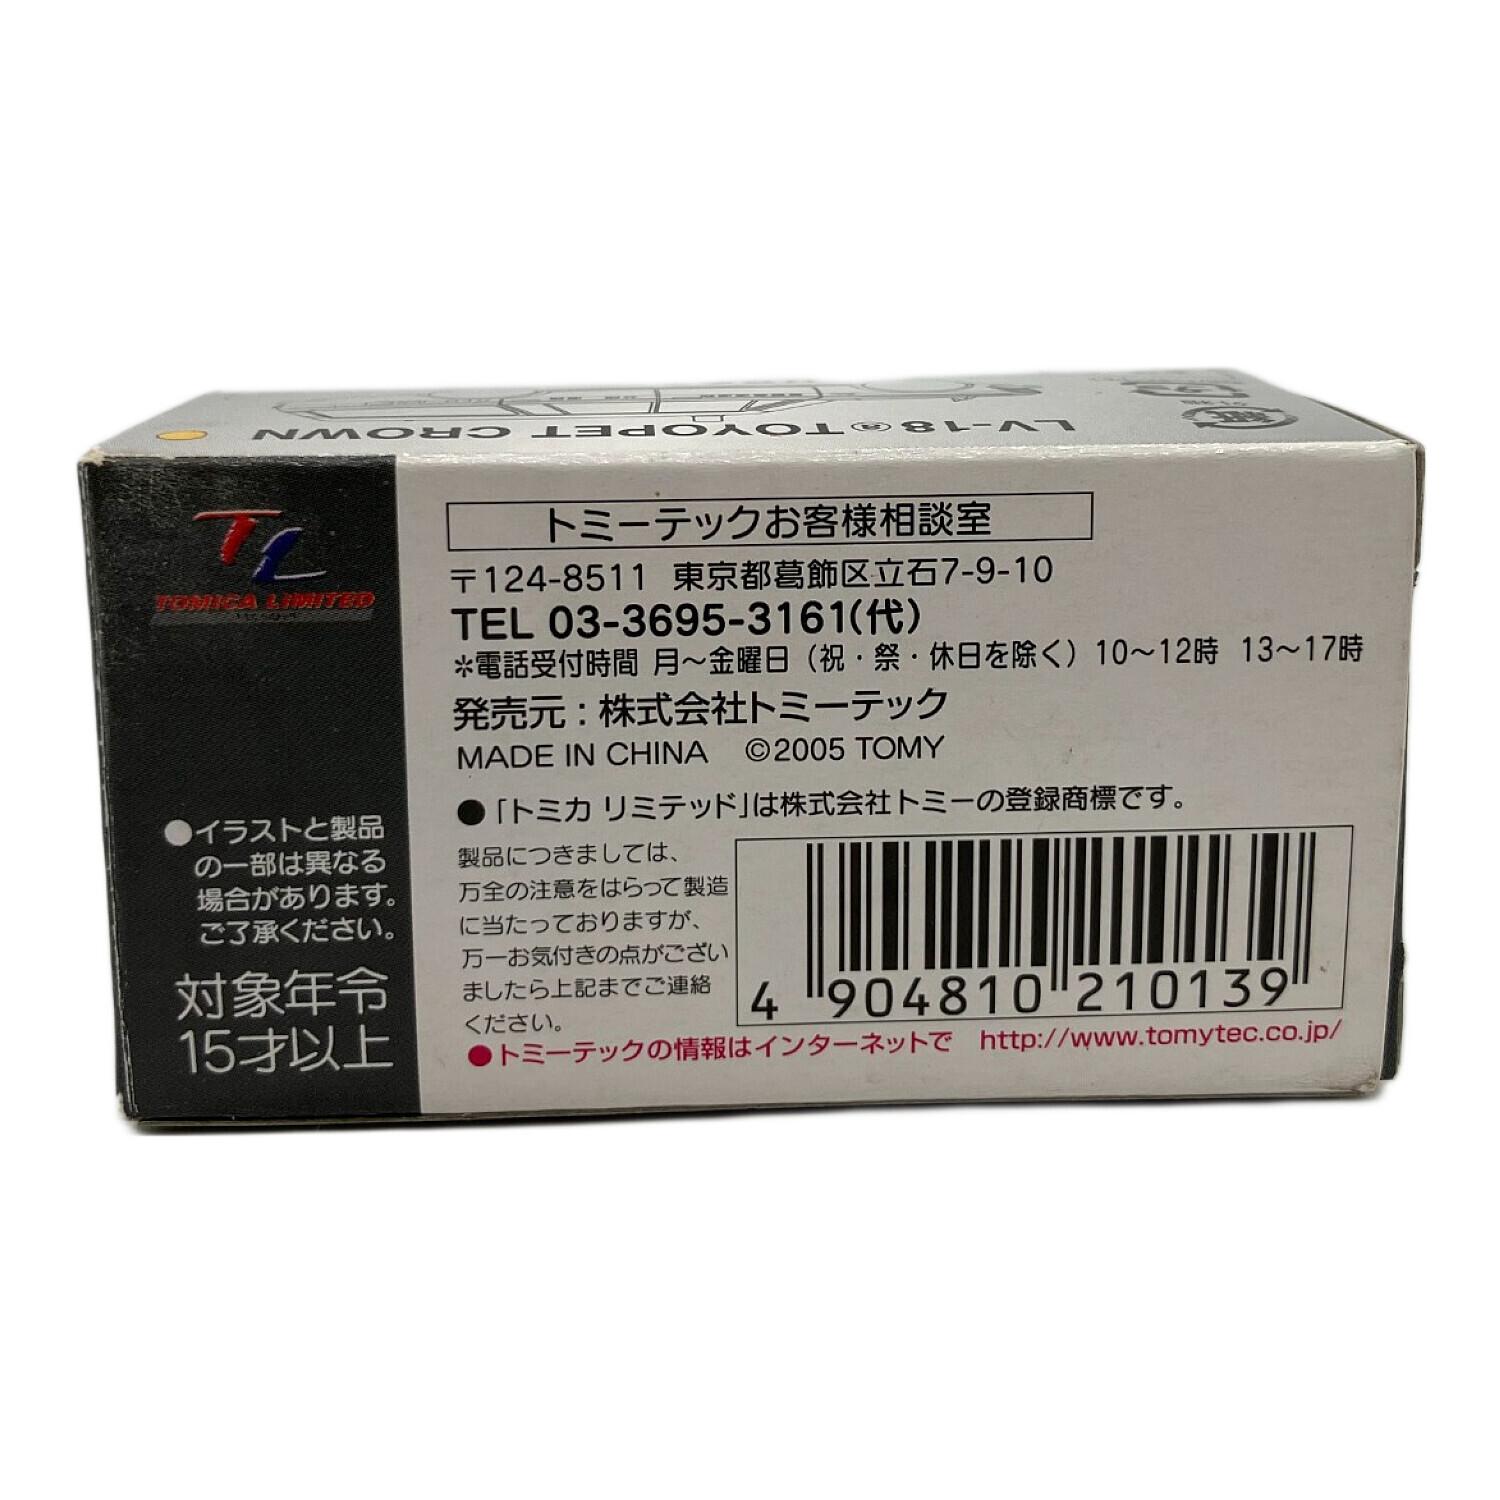 LV-18ⓐTOYOPET CROWN
紙
外箱
TL
TOMICA LIMITED
●イラストと製品
の一部は異なる
場合があります。
ご了承ください。
対象年令
15才以上
トミーテックお客様相談室
〒124-8511 東京都葛飾区立石7-9-10
TEL 03-3695-3161(代)
*電話受付時間 月〜金曜日(祝・祭・休日を除く)10〜12時 13〜17時
発売元:株式会社トミーテック
MADE IN CHINA ©2005 TOMY
●「トミカ リミテッド」は株式会社トミーの登録商標です。
製品につきましては、
万全の注意をはらって製造
に当たっておりますが、
万一お気付きの点がござい
ましたら上記までご連絡
ください。
4 904810 210139
●トミーテックの情報はインターネットで http://www.tomytec.co.jp/